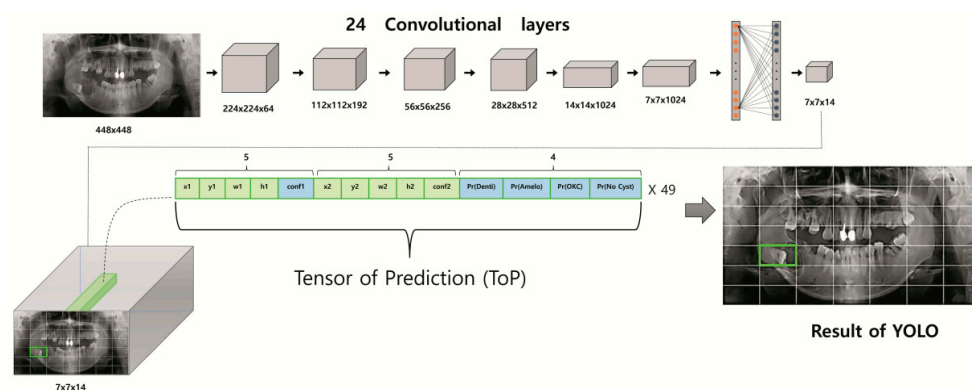 24 Convolutional layers
448x448
224x224x64
112x112x192
56x56x256
28x28x512
14x14x1024
7x7x1024
7x7x14
5
5
4
x1 y1 w1 h1 conf1 x2 y2 w2 h2 conf2 Pr(Denti) Pr(Amelo) Pr(OKC) Pr(No Cyst) X 49
Tensor of Prediction (ToP)
Result of YOLO
7x7x14